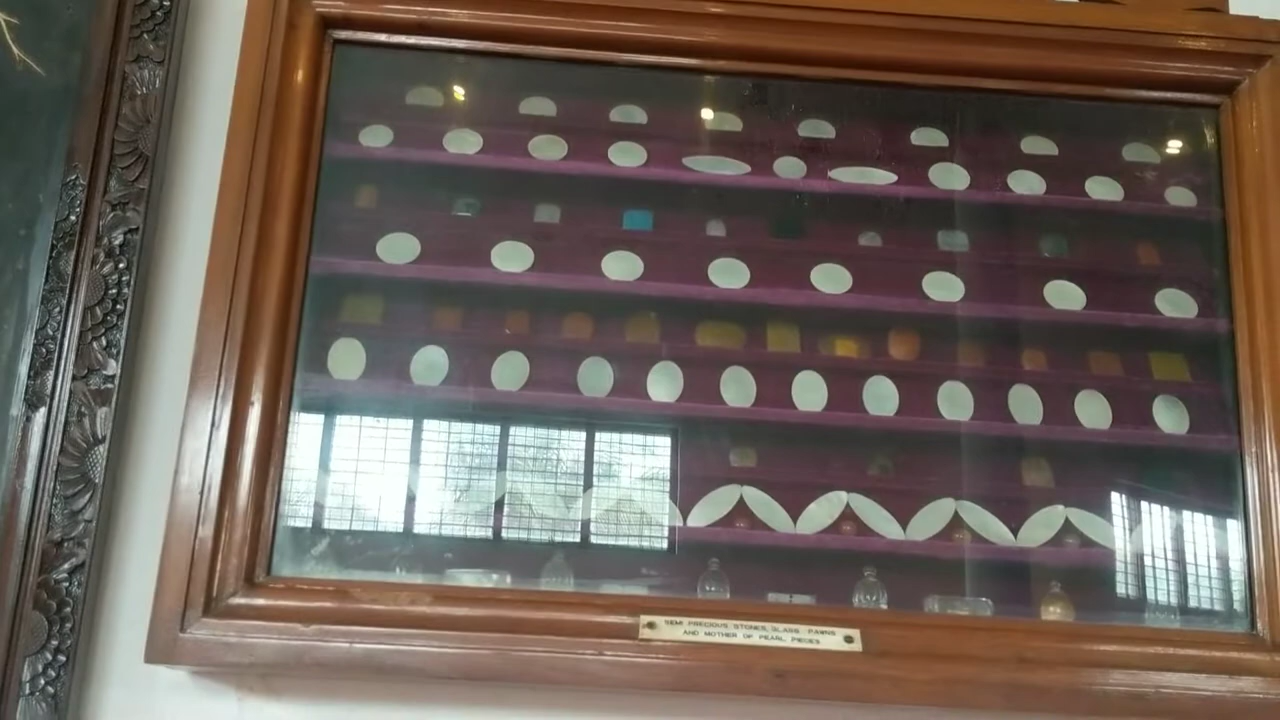 SEMI PRECIOUS STONES, GLASS PAWNS
AND MOTHER OF PEARL PIECES